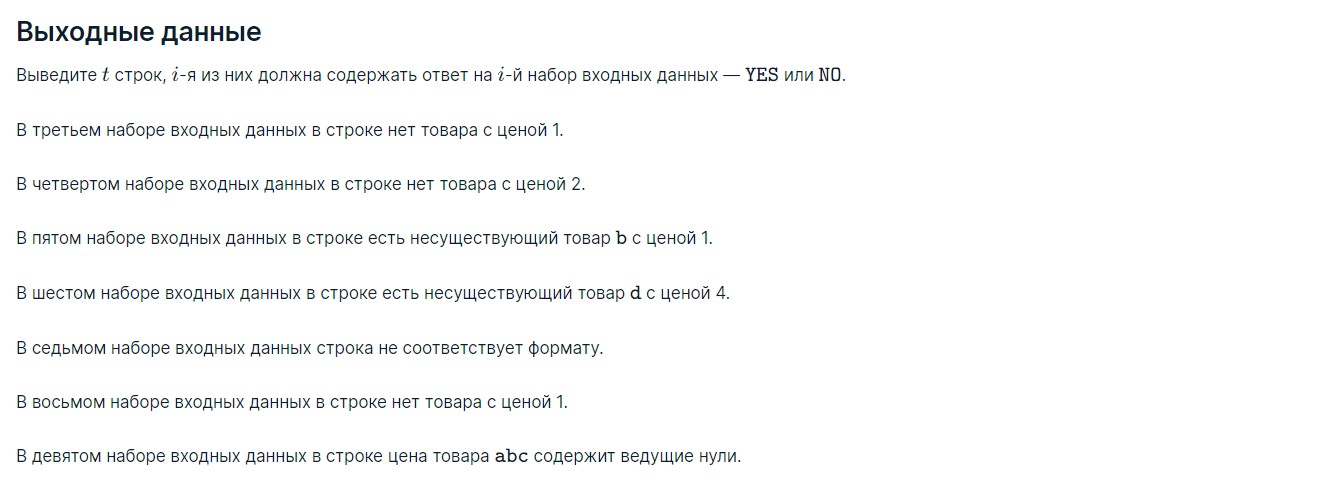 Выходные данные
Выведите t строк, i-я из них должна содержать ответ на i-й набор входных данных — YES или NO.
В третьем наборе входных данных в строке нет товара с ценой 1.
В четвертом наборе входных данных в строке нет товара с ценой 2.
В пятом наборе входных данных в строке есть несуществующий товар b с ценой 1.
В шестом наборе входных данных в строке есть несуществующий товар d с ценой 4.
В седьмом наборе входных данных строка не соответствует формату.
В восьмом наборе входных данных в строке нет товара с ценой 1.
В девятом наборе входных данных в строке цена товара abc содержит ведущие нули.